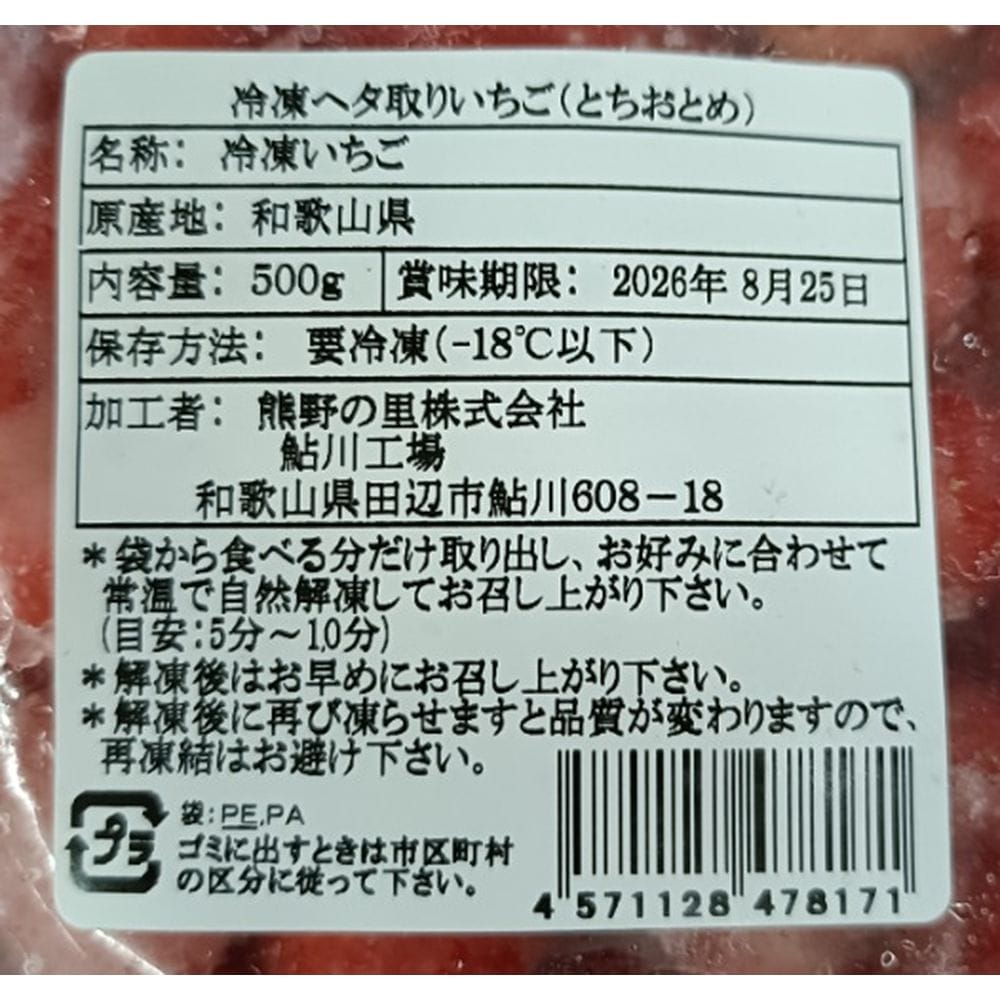 冷凍ヘタ取りいちご(とちおとめ)
名称: 冷凍いちご
原産地: 和歌山県
内容量: 500g 賞味期限: 2026年 8月25日
保存方法: 要冷凍(-18℃以下)
加工者: 熊野の里株式会社
鮎川工場
和歌山県田辺市鮎川608-18
*袋から食べる分だけ取り出し、お好みに合わせて
常温で自然解凍してお召し上がり下さい。
(目安:5分~10分)
*解凍後はお早めにお召し上がり下さい。
*解凍後に再び凍らせますと品質が変わりますので、
再凍結はお避け下さい。
プラ
袋:PE,PA
ゴミに出すときは市区町村
の区分に従って下さい。
4 571128 478171